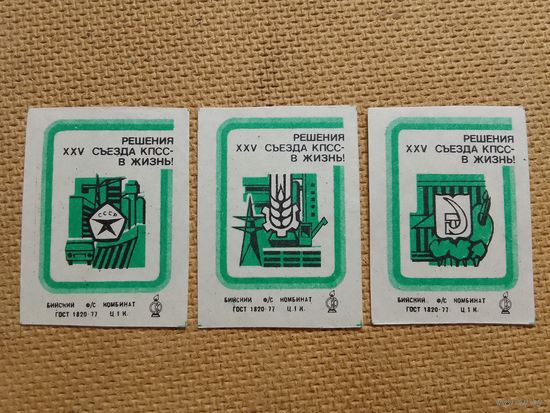 РЕШЕНИЯ
XXV СЪЕЗДА КПСС-
В ЖИЗНЬ!
СССР
БИЙСКИЙ Ф/С КОМБИНАТ
ГОСТ 1820-77 Ц. 1 К.
РЕШЕНИЯ
XXV СЪЕЗДА КПСС-
В ЖИЗНЬ!
БИЙСКИЙ Ф/С КОМБИНАТ
ГОСТ 1820-77 Ц. 1 К.
РЕШЕНИЯ
XXV СЪЕЗДА КПСС-
В ЖИЗНЬ!
БИЙСКИЙ Ф/С КОМБИНАТ
ГОСТ 1820-77 Ц. 1 К.